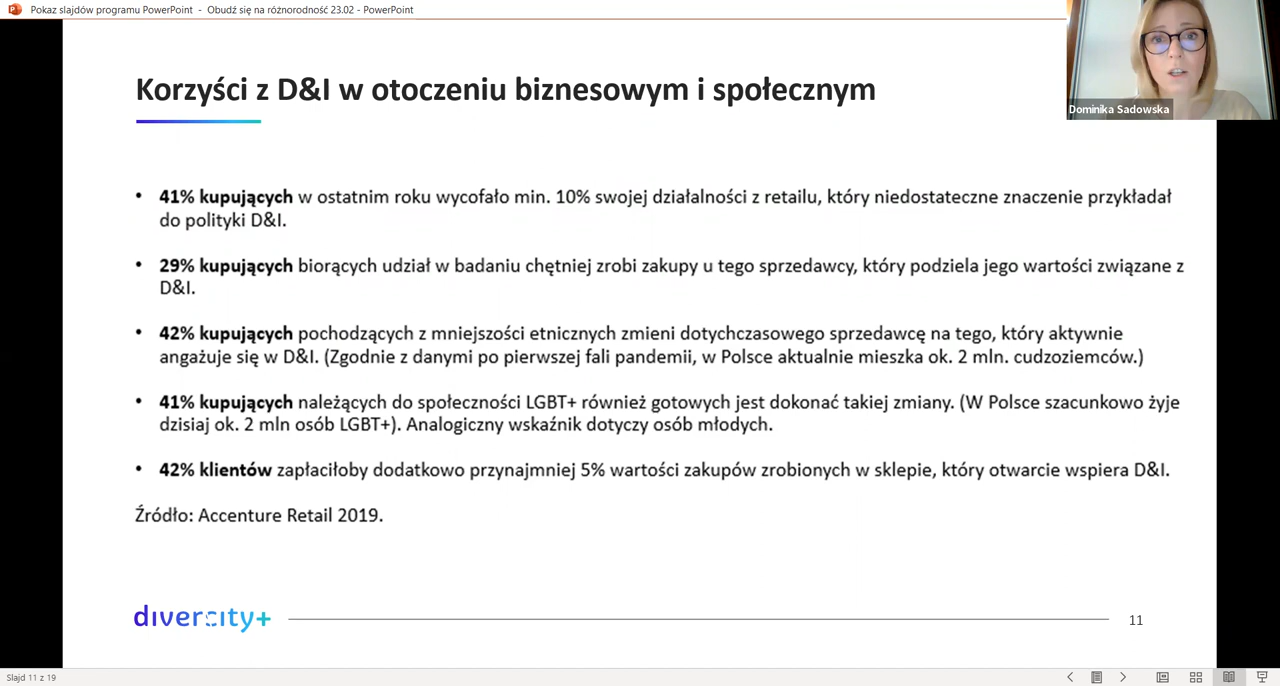 Pokaz slajdów programu PowerPoint - Obudź się na różnorodność 23.02 - PowerPoint
Dominika Sadowska
Korzyści z D&I w otoczeniu biznesowym i społecznym
• 41% kupujących w ostatnim roku wycofało min. 10% swojej działalności z retailu, który niedostateczne znaczenie przykładał
do polityki D&I.
• 29% kupujących biorących udział w badaniu chętniej zrobi zakupy u tego sprzedawcy, który podziela jego wartości związane z
D&I.
• 42% kupujących pochodzących z mniejszości etnicznych zmieni dotychczasowego sprzedawcę na tego, który aktywnie
angażuje się w D&I. (Zgodnie z danymi po pierwszej fali pandemii, w Polsce aktualnie mieszka ok. 2 mln. cudzoziemców.)
• 41% kupujących należących do społeczności LGBT+ również gotowych jest dokonać takiej zmiany. (W Polsce szacunkowo żyje
dzisiaj ok. 2 mln osób LGBT+). Analogiczny wskaźnik dotyczy osób młodych.
• 42% klientów zapłaciłoby dodatkowo przynajmniej 5% wartości zakupów zrobionych w sklepie, który otwarcie wspiera D&I.
Źródło: Accenture Retail 2019.
divercity+
11
Slajd 11 z 19